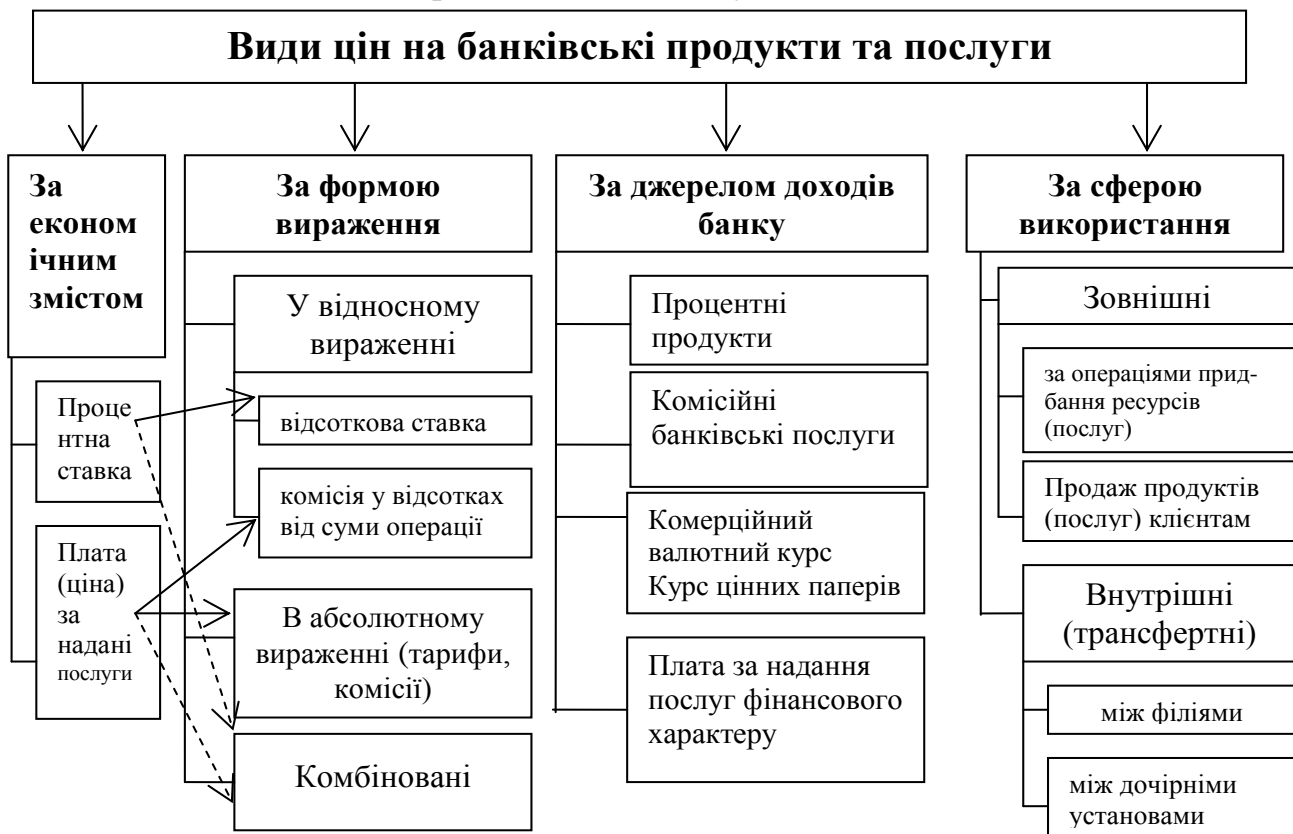 Види цін на банківські продукти та послуги
За
економ
ічним
змістом
Проце
нтна
ставка
Плата
(ціна)
за
надані
послуги
За формою
вираження
У відносному
вираженні
відсоткова ставка
комісія у відсотках
від суми операції
В абсолютному
вираженні (тарифи,
комісії)
Комбіновані
За джерелом доходів
банку
Процентні
продукти
Комісійні
банківські послуги
Комерційний
валютний курс
Курс цінних паперів
Плата за надання
послуг фінансового
характеру
За сферою
використання
Зовнішні
за операціями прид-
бання ресурсів
(послуг)
Продаж продуктів
(послуг) клієнтам
Внутрішні
(трансфертні)
між філіями
між дочірніми
установами